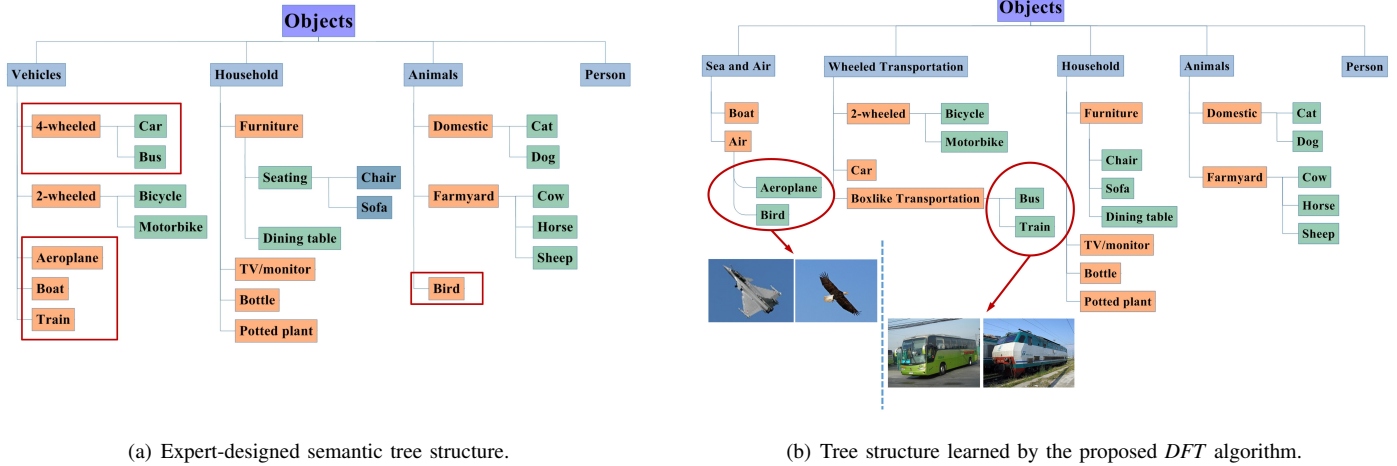 Objects
Vehicles
4-wheeled
Car
Bus
2-wheeled
Bicycle
Motorbike
Aeroplane
Boat
Train
Household
Furniture
Seating
Chair
Sofa
Dining table
TV/monitor
Bottle
Potted plant
Animals
Domestic
Cat
Dog
Farmyard
Cow
Horse
Sheep
Bird
Person
(a) Expert-designed semantic tree structure.
Objects
Sea and Air
Boat
Air
Aeroplane
Bird
Wheeled Transportation
2-wheeled
Bicycle
Motorbike
Car
Boxlike Transportation
Bus
Train
Household
Furniture
Chair
Sofa
Dining table
TV/monitor
Bottle
Potted plant
Animals
Domestic
Cat
Dog
Farmyard
Cow
Horse
Sheep
Person
(b) Tree structure learned by the proposed DFT algorithm.